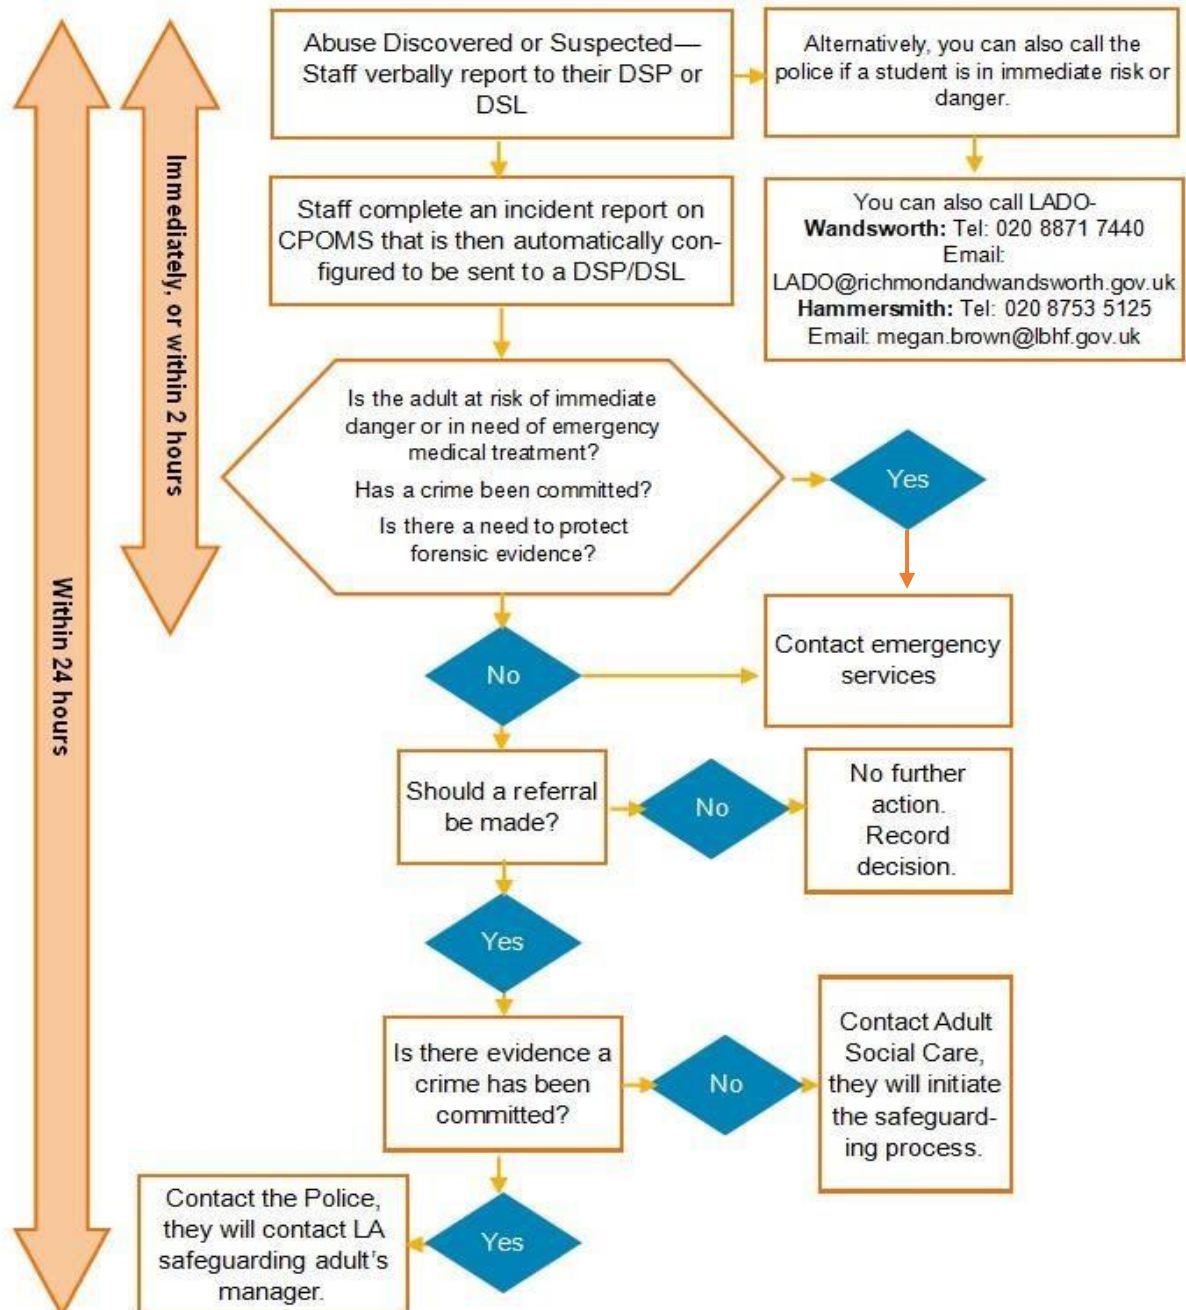 Within 24 hours
Immediately, or within 2 hours
Abuse Discovered or Suspected—
Staff verbally report to their DSP or
DSL
Alternatively, you can also call the
police if a student is in immediate risk or
danger.
Staff complete an incident report on
CPOMS that is then automatically con-
figured to be sent to a DSP/DSL
You can also call LADO-
Wandsworth: Tel: 020 8871 7440
Email:
LADO@richmondandwandsworth.gov.uk
Hammersmith: Tel: 020 8753 5125
Email: megan.brown@lbhf.gov.uk
Is the adult at risk of immediate
danger or in need of emergency
medical treatment?
Has a crime been committed?
Is there a need to protect
forensic evidence?
Yes
Contact emergency
services
No
Should a referral
be made?
No
No further
action.
Record
decision.
Yes
Is there evidence a
crime has been
committed?
No
Contact Adult
Social Care,
they will initiate
the safeguard-
ing process.
Yes
Contact the Police,
they will contact LA
safeguarding adult's
manager.